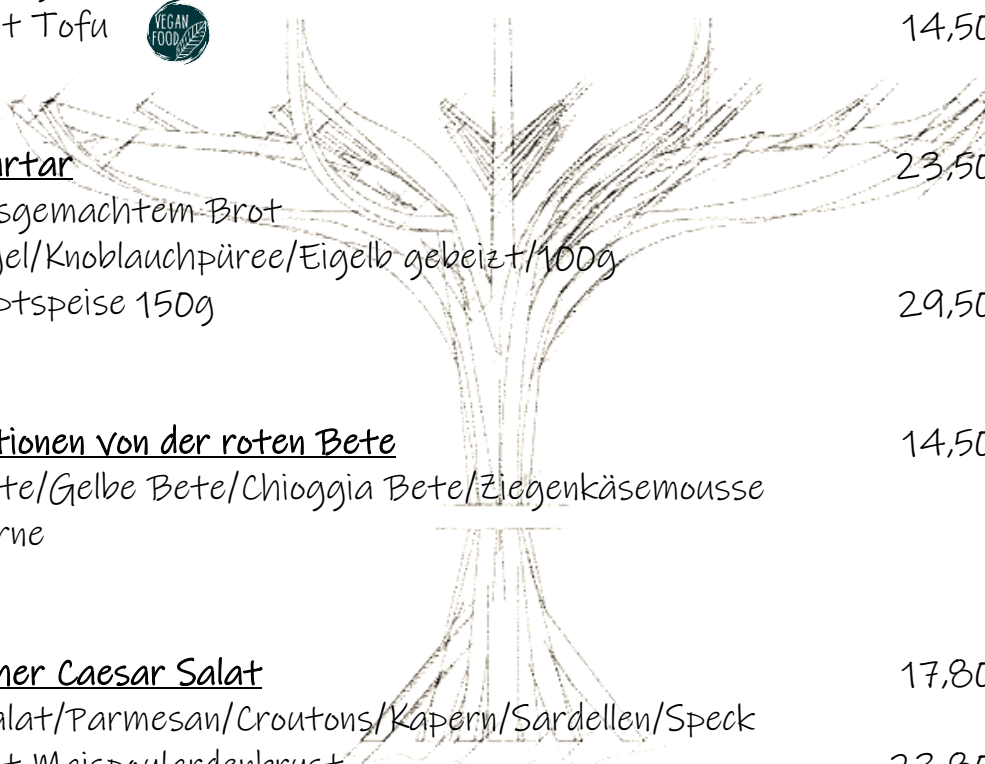 t Tofu VEGAN FOOD 14,50
rtar 23,50
sgemachtem Brot
gel/Knoblauchpüree/Eigelb gebeizt/100g
ptspeise 150g 29,50
tionen von der roten Bete 14,50
te/Gelbe Bete/Chioggia Bete/Ziegenkäsemousse
rne
ner Caesar Salat 17,80
alat/Parmesan/Croutons/Kapern/Sardellen/Speck
t Maispoulardenbrust